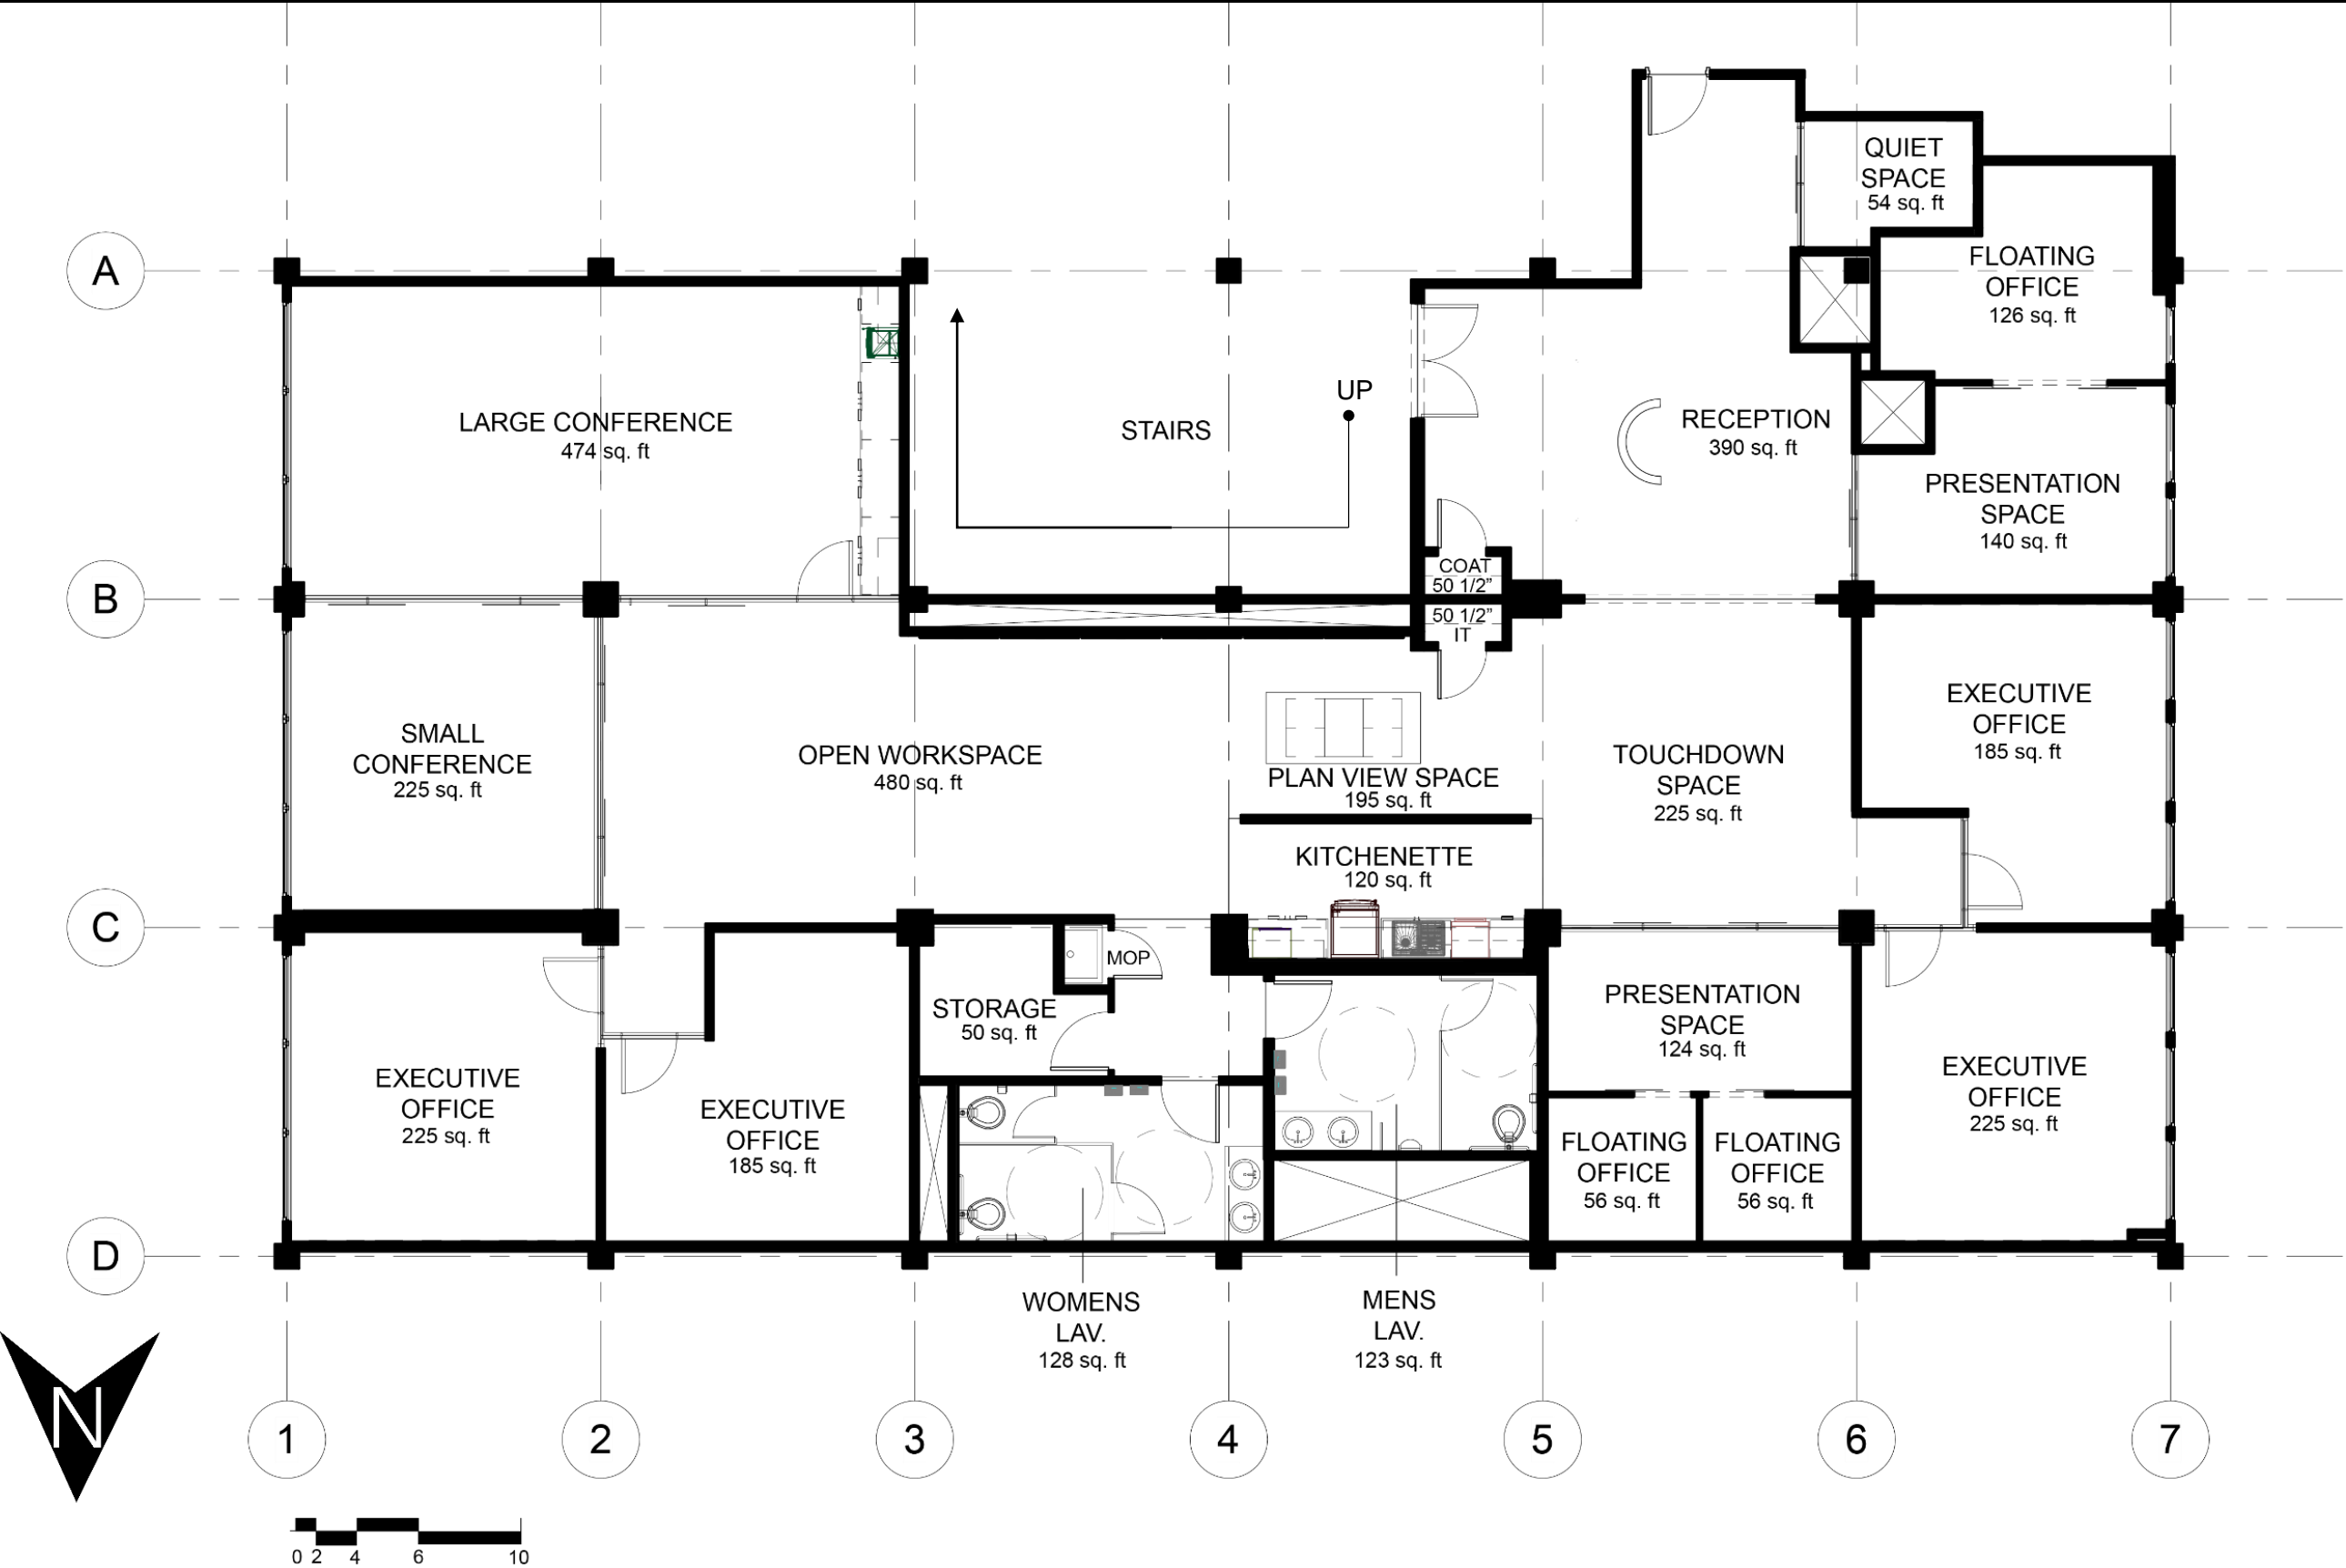 QUIET
SPACE
54 sq. ft
A
FLOATING
OFFICE
126 sq. ft
LARGE CONFERENCE
474 sq. ft
UP
STAIRS
RECEPTION
390 sq. ft
PRESENTATION
SPACE
140 sq. ft
COAT
50 1/2”
B
50 1/2”
IT
SMALL
CONFERENCE
225 sq. ft
OPEN WORKSPACE
480 sq. ft
PLAN VIEW SPACE
195 sq. ft
TOUCHDOWN
SPACE
225 sq. ft
EXECUTIVE
OFFICE
185 sq. ft
KITCHENETTE
120 sq. ft
C
MOP
STORAGE
50 sq. ft
PRESENTATION
SPACE
124 sq. ft
EXECUTIVE
OFFICE
225 sq. ft
EXECUTIVE
OFFICE
185 sq. ft
EXECUTIVE
OFFICE
225 sq. ft
FLOATING
OFFICE
56 sq. ft
FLOATING
OFFICE
56 sq. ft
D
WOMENS
LAV.
128 sq. ft
MENS
LAV.
123 sq. ft
N
1 2 3 4 5 6 7
0 2 4 6 10